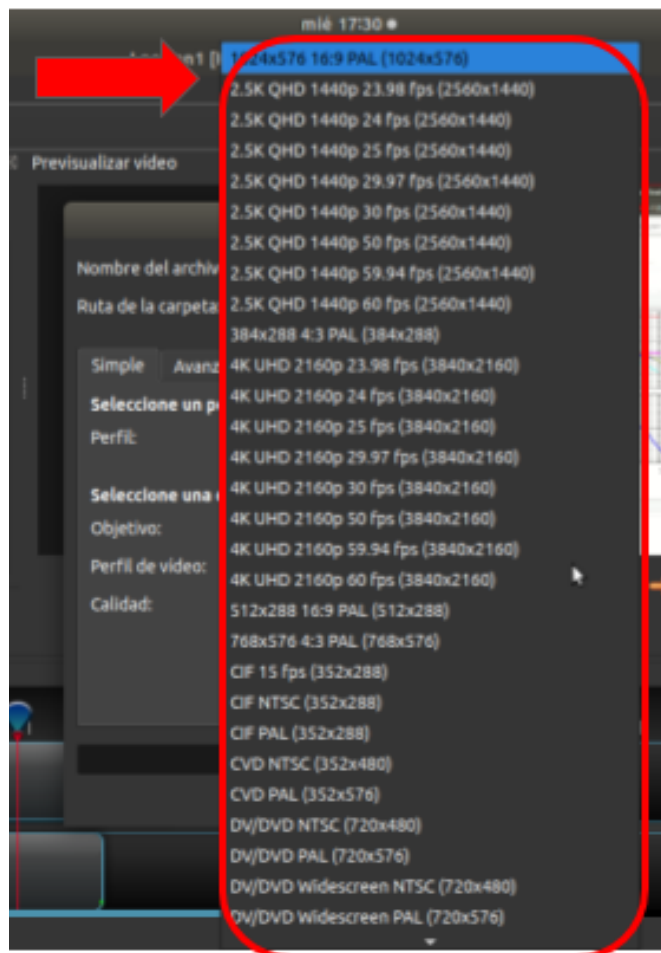 mié 17:30
1024x576 16:9 PAL (1024x576)
2.5K QHD 1440p 23.98 fps (2560x1440)
2.5K QHD 1440p 24 fps (2560x1440)
2.5K QHD 1440p 25 fps (2560x1440)
Previsualizar vídeo
2.5K QHD 1440p 29.97 fps (2560x1440)
2.5K QHD 1440p 30 fps (2560x1440)
2.5K QHD 1440p 50 fps (2560x1440)
Nombre del archiv
2.5K QHD 1440p 59.94 fps (2560x1440)
Ruta de la carpeta:
2.5K QHD 1440p 60 fps (2560x1440)
384x288 4:3 PAL (384x288)
Simple Avanz
4K UHD 2160p 23.98 fps (3840x2160)
4K UHD 2160p 24 fps (3840x2160)
Seleccione un p
4K UHD 2160p 25 fps (3840x2160)
Perfil:
4K UHD 2160p 29.97 fps (3840x2160)
4K UHD 2160p 30 fps (3840x2160)
Seleccione una
4K UHD 2160p 50 fps (3840x2160)
Objetivo:
4K UHD 2160p 59.94 fps (3840x2160)
Perfil de vídeo:
4K UHD 2160p 60 fps (3840x2160)
Calidad:
512x288 16:9 PAL (512x288)
768x576 4:3 PAL (768x576)
CIF 15 fps (352x288)
CIF NTSC (352x288)
CIF PAL (352x288)
CVD NTSC (352x480)
CVD PAL (352x576)
DV/DVD NTSC (720x480)
DV/DVD PAL (720x576)
DV/DVD Widescreen NTSC (720x480)
DV/DVD Widescreen PAL (720x576)